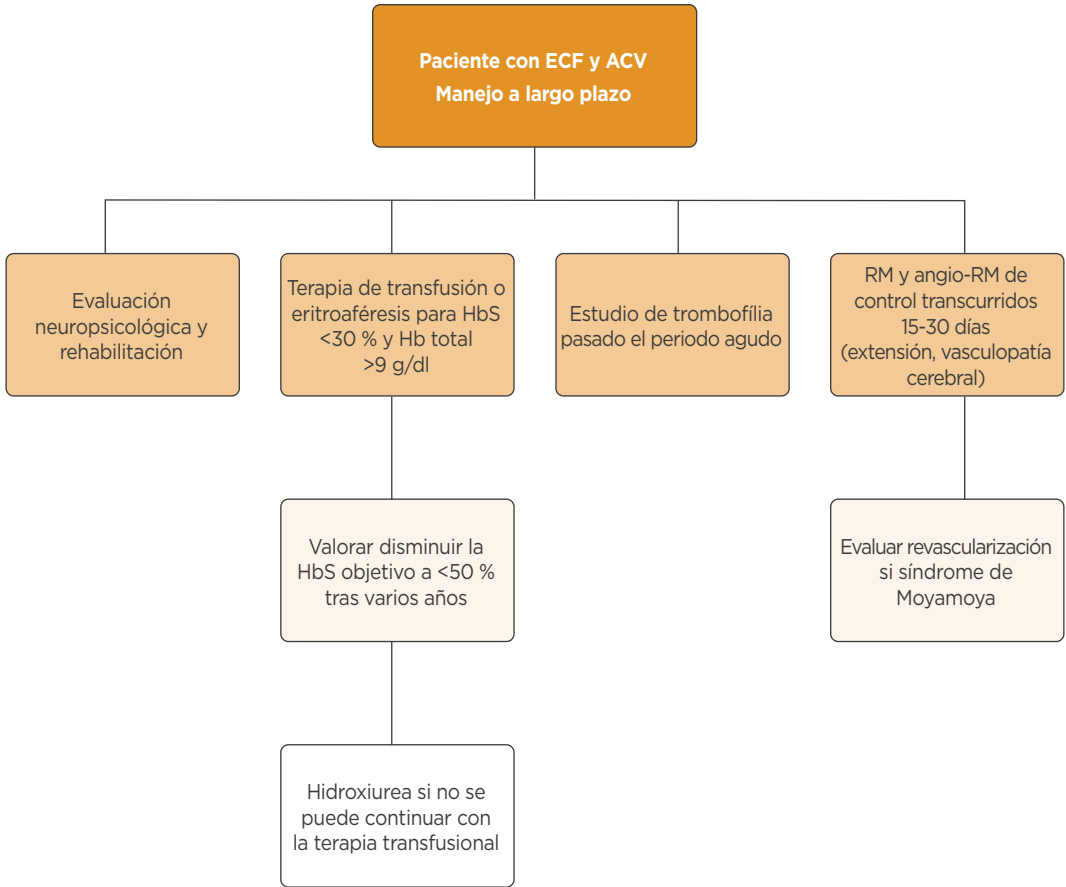 Paciente con ECF y ACV
Manejo a largo plazo
Evaluación
neuropsicológica y
rehabilitación
Terapia de transfusión o
eritroaféresis para HbS
<30 % y Hb total
>9 g/dl
Estudio de trombofília
pasado el periodo agudo
RM y angio-RM de
control transcurridos
15-30 días
(extensión, vasculopatía
cerebral)
Valorar disminuir la
HbS objetivo a <50 %
tras varios años
Evaluar revascularización
si síndrome de
Moyamoya
Hidroxiurea si no se
puede continuar con
la terapia transfusional